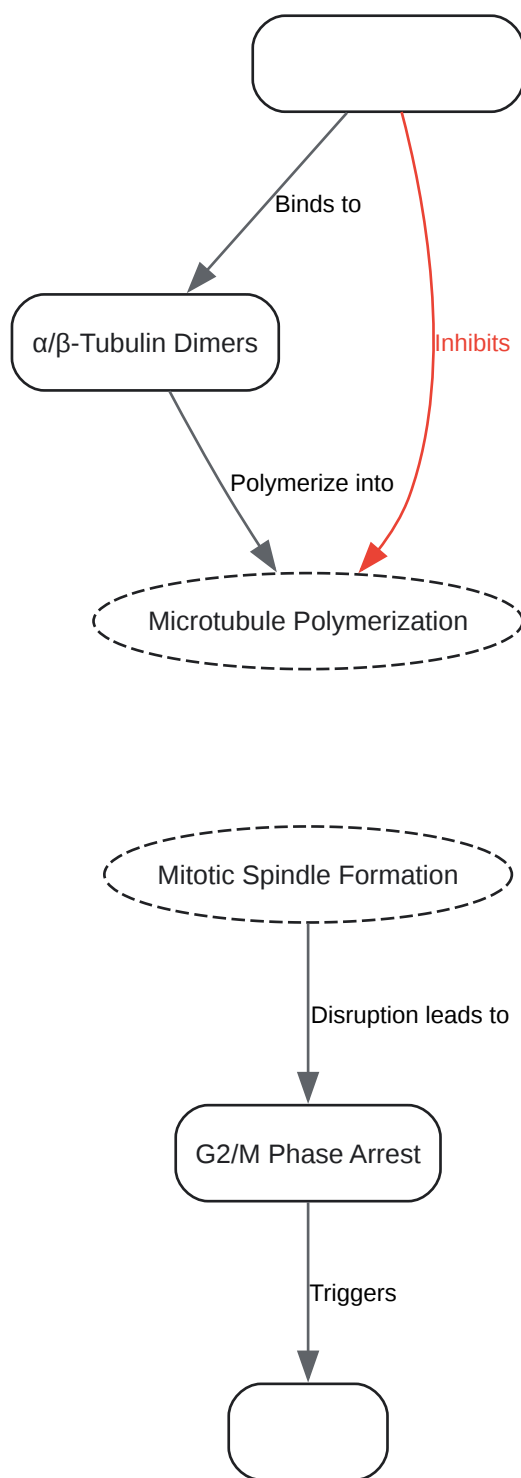 Binds to
α/β-Tubulin Dimers
Inhibits
Polymerize into
Microtubule Polymerization
Mitotic Spindle Formation
Disruption leads to
G2/M Phase Arrest
Triggers